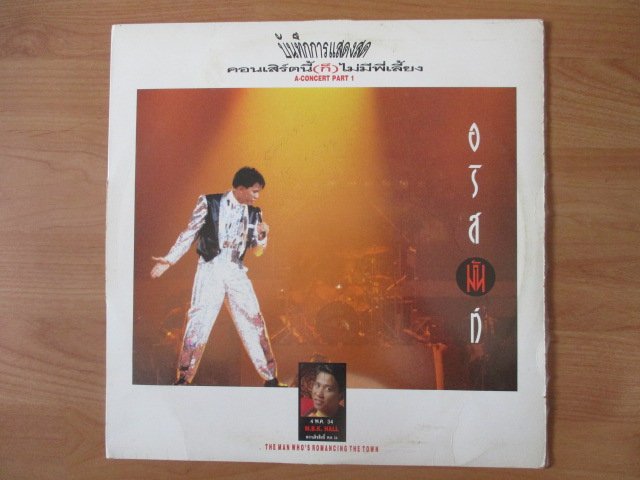 บันทึกการแสดงสด
คอนเสิร์ตนี้(ก็)ไม่มีพี่เลี้ยง
A-CONCERT PART 1
อริสมันท์
4 พ.ค. 34
M.B.K. HALL
THE MAN WHO'S ROMANCING THE TOWN